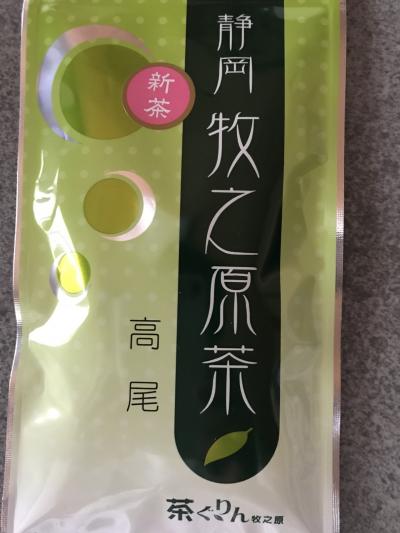 静岡 牧之原茶
新茶
高尾
茶ぐりん牧之原